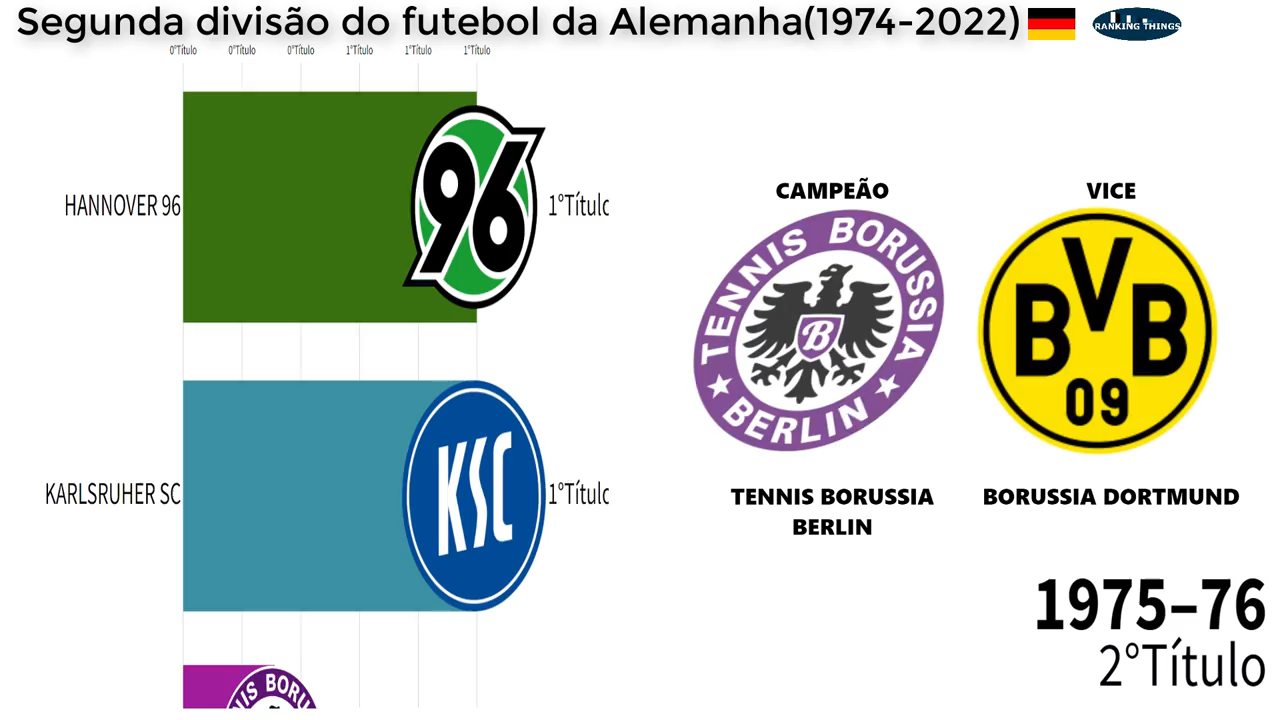 Segunda divisão do futebol da Alemanha(1974-2022)
RANKING THINGS
0°Título 0°Título 0°Título 1°Título 1°Título 1°Título
HANNOVER 96
96
1°Título
KARLSRUHER SC
KSC
1°Título
NIS BORU
CAMPEÃO
TENNIS BORUSSIA
B
BERLIN
TENNIS BORUSSIA
BERLIN
VICE
BVB
09
BORUSSIA DORTMUND
1975–76
2°Título